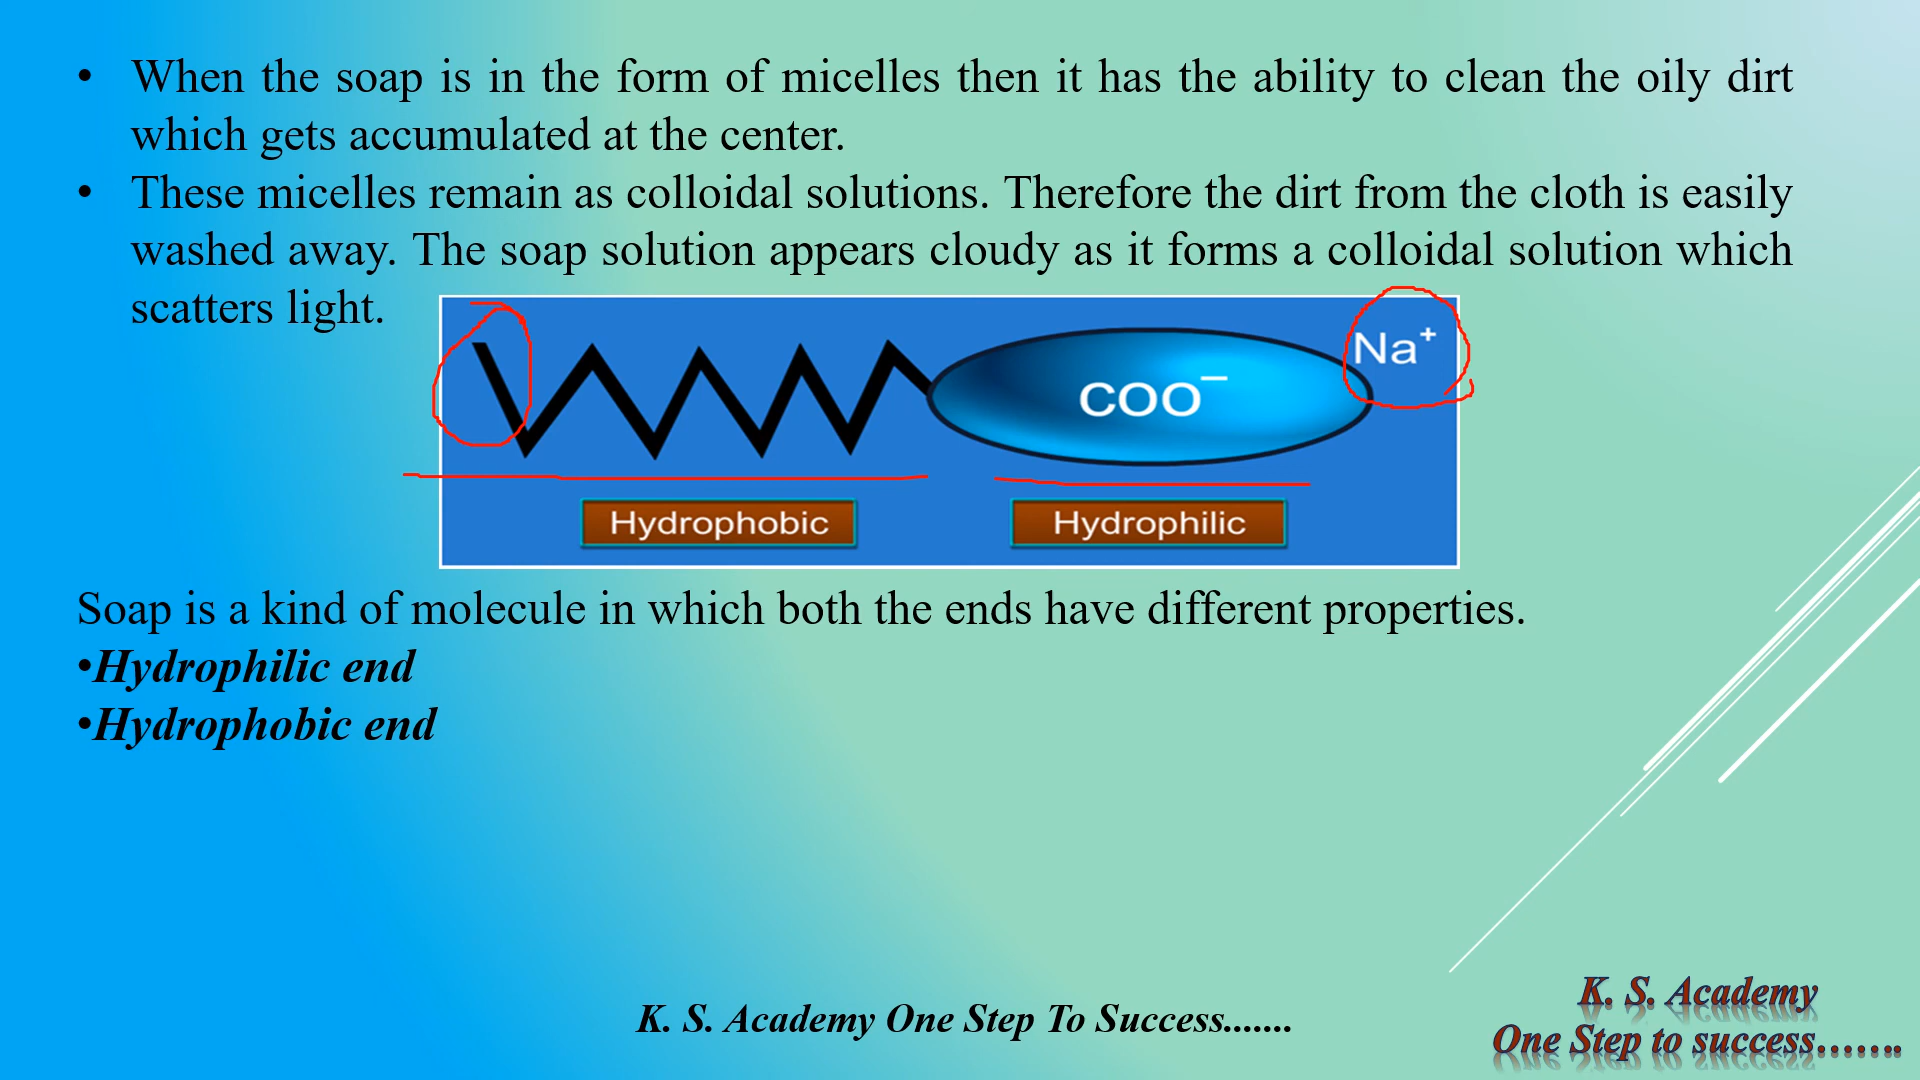 • When the soap is in the form of micelles then it has the ability to clean the oily dirt
which gets accumulated at the center.
• These micelles remain as colloidal solutions. Therefore the dirt from the cloth is easily
washed away. The soap solution appears cloudy as it forms a colloidal solution which
scatters light.
Na⁺
COO⁻
Hydrophobic Hydrophilic
Soap is a kind of molecule in which both the ends have different properties.
•Hydrophilic end
•Hydrophobic end
K. S. Academy One Step To Success.......
K. S. Academy
One Step to success…….